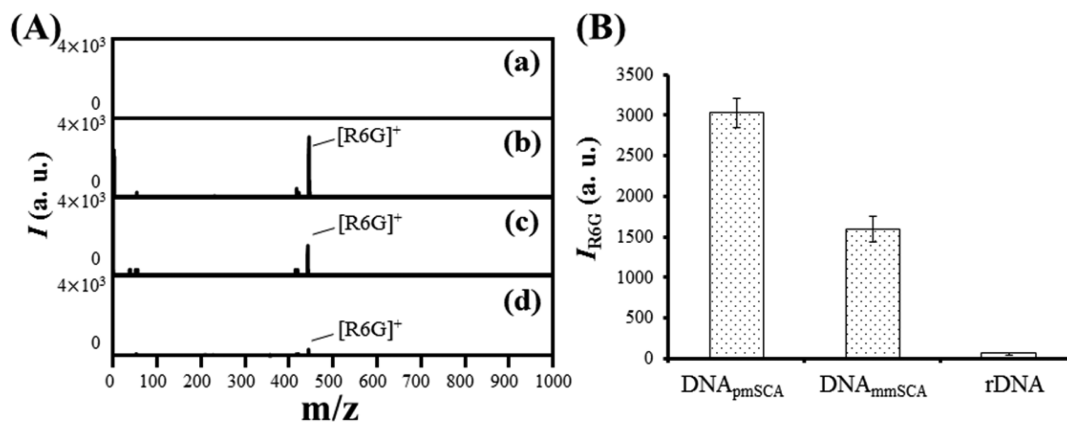 (A)
4×10³
0
(a)
4×10³
0
[R6G]⁺
(b)
4×10³
0
[R6G]⁺
(c)
4×10³
0
[R6G]⁺
(d)
I (a. u.)
0 100 200 300 400 500 600 700 800 900 1000
m/z
(B)
3500
3000
2500
2000
1500
1000
500
0
I_R6G (a. u.)
DNA_pmSCA DNA_mmSCA rDNA